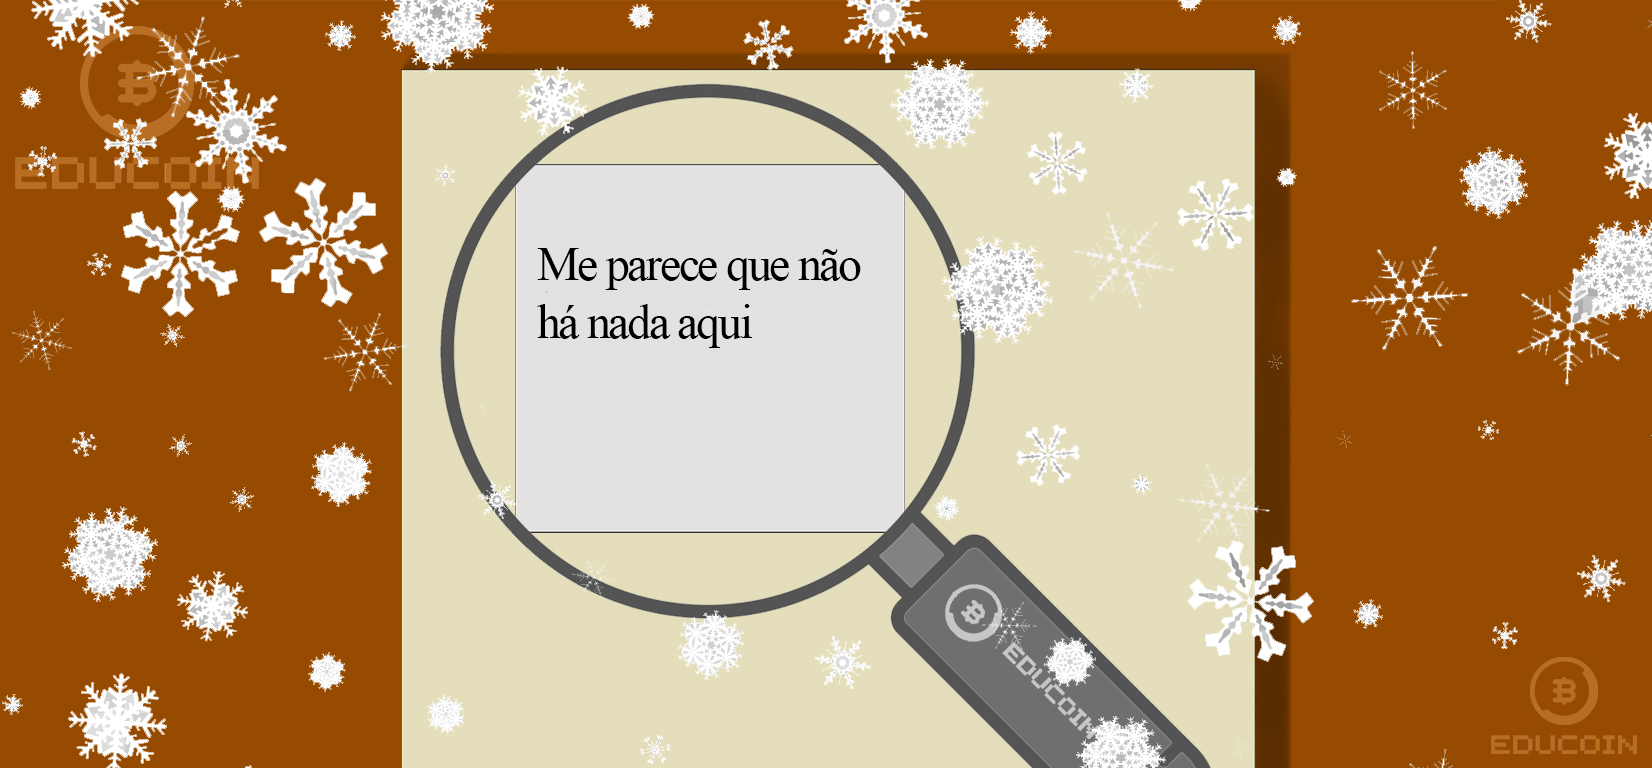 EDUCOIN
Me parece que não
há nada aqui
EDUCOIN
EDUCOIN